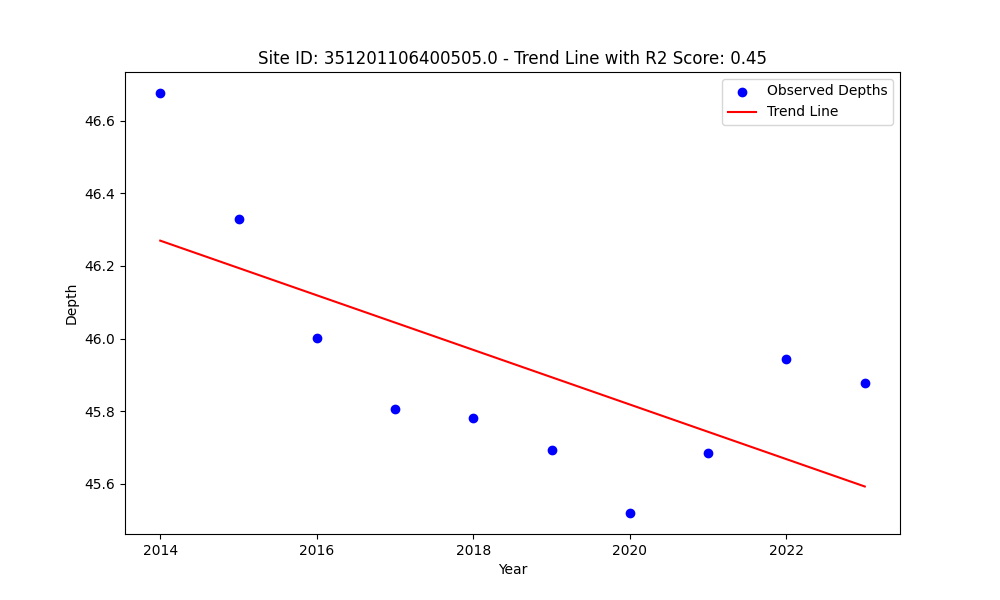 Site ID: 351201106400505.0 - Trend Line with R2 Score: 0.45
Observed Depths
Trend Line
46.6
46.4
46.2
46.0
45.8
45.6
Depth
2014
2016
2018
2020
2022
Year